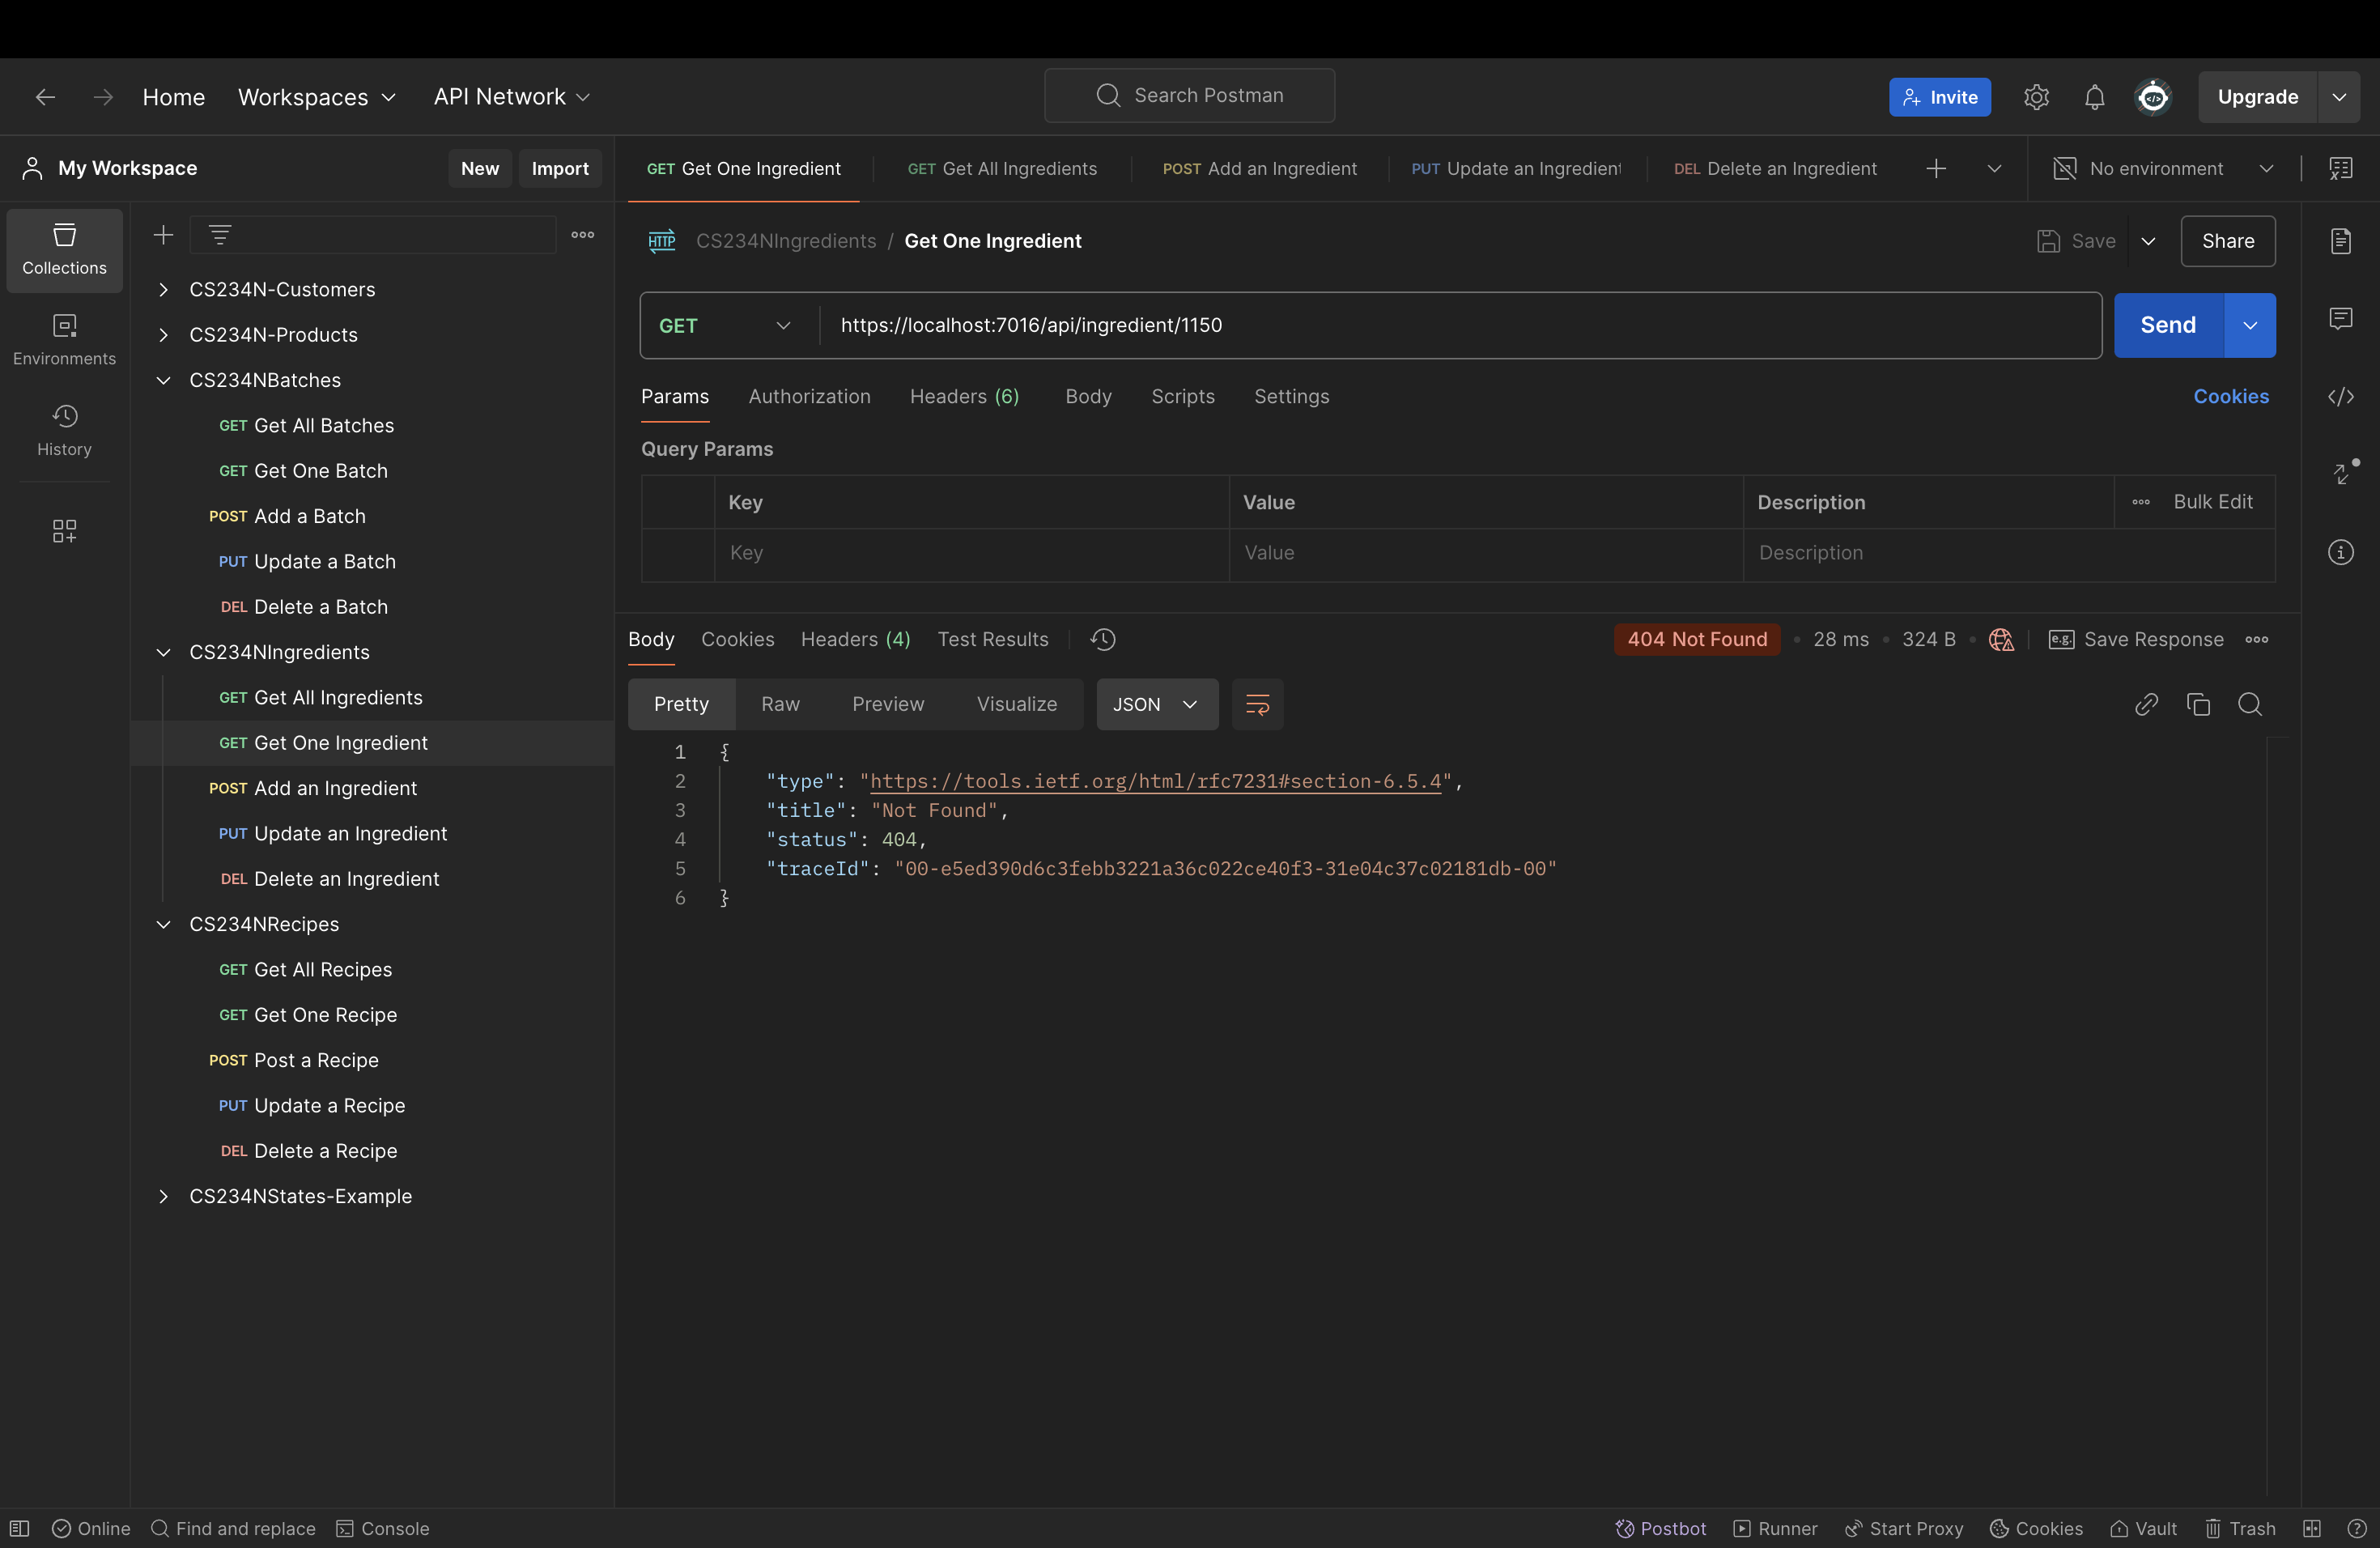 Home Workspaces API Network Search Postman Invite Upgrade
My Workspace New Import
GET Get One Ingredient GET Get All Ingredients POST Add an Ingredient PUT Update an Ingredient DEL Delete an Ingredient No environment
Collections
Environments
History
CS234N-Customers
CS234N-Products
CS234NBatches
GET Get All Batches
GET Get One Batch
POST Add a Batch
PUT Update a Batch
DEL Delete a Batch
CS234NIngredients
GET Get All Ingredients
GET Get One Ingredient
POST Add an Ingredient
PUT Update an Ingredient
DEL Delete an Ingredient
CS234NRecipes
GET Get All Recipes
GET Get One Recipe
POST Post a Recipe
PUT Update a Recipe
DEL Delete a Recipe
CS234NStates-Example
HTTP CS234NIngredients / Get One Ingredient Save Share
GET https://localhost:7016/api/ingredient/1150 Send
Params Authorization Headers (6) Body Scripts Settings Cookies
Query Params
Key Value Description Bulk Edit
Key Value Description
Body Cookies Headers (4) Test Results 404 Not Found 28 ms 324 B e.g. Save Response
Pretty Raw Preview Visualize JSON
1 {
2 "type": "https://tools.ietf.org/html/rfc7231#section-6.5.4",
3 "title": "Not Found",
4 "status": 404,
5 "traceId": "00-e5ed390d6c3febb3221a36c022ce40f3-31e04c37c02181db-00"
6 }
Online Find and replace Console Postbot Runner Start Proxy Cookies Vault Trash